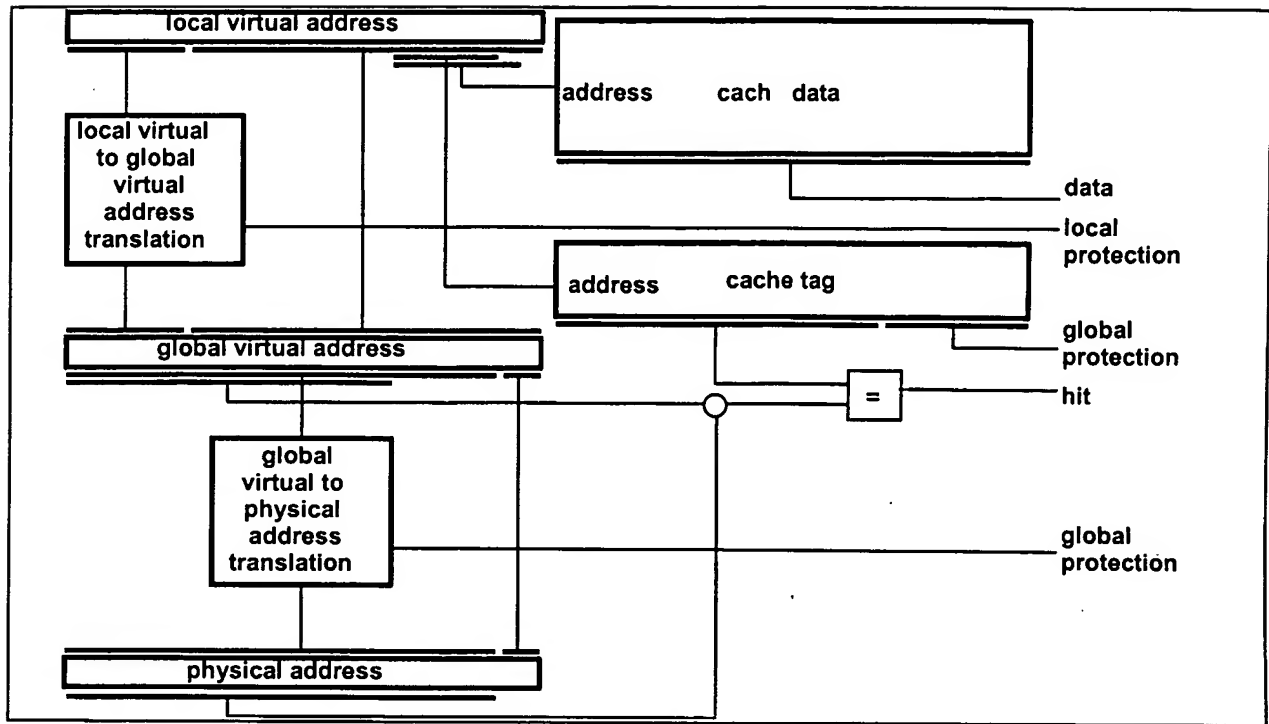 local virtual address
address cach data
local virtual
to global
virtual
address
translation
data
local
protection
address cache tag
global
protection
global virtual address
=
hit
global
virtual to
physical
address
translation
global
protection
physical address